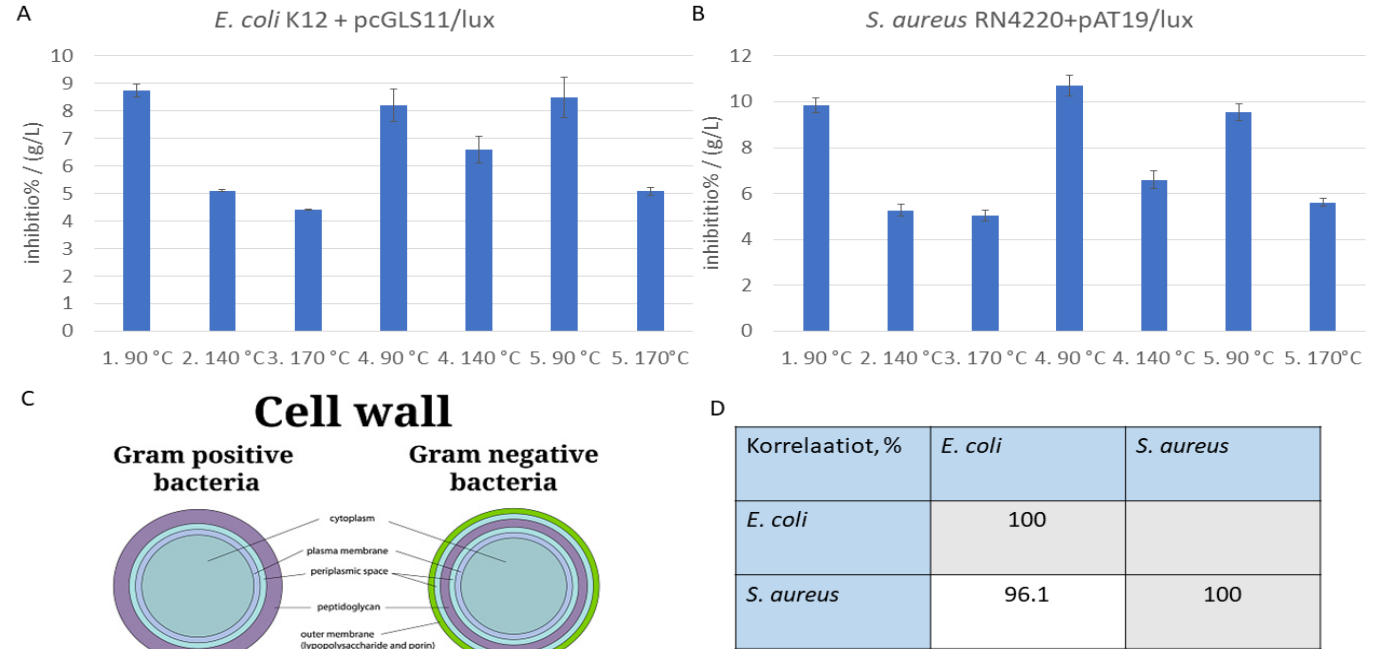 A
E. coli K12 + pcGLS11/lux
inhibitio% / (g/L)
10
9
8
7
6
5
4
3
2
1
0
1. 90 °C 2. 140 °C 3. 170 °C 4. 90 °C 4. 140 °C 5. 90 °C 5. 170°C
B
S. aureus RN4220+pAT19/lux
inhibititio% / (g/L)
12
10
8
6
4
2
0
1. 90 °C 2. 140 °C 3. 170 °C 4. 90 °C 4. 140 °C 5. 90 °C 5. 170°C
C
Cell wall
Gram positive
bacteria
Gram negative
bacteria
cytoplasm
plasma membrane
periplasmic space
peptidoglycan
outer membrane
(lypopolysaccharide and porin)
D
Korrelaatiot, % E. coli S. aureus
E. coli 100
S. aureus 96.1 100